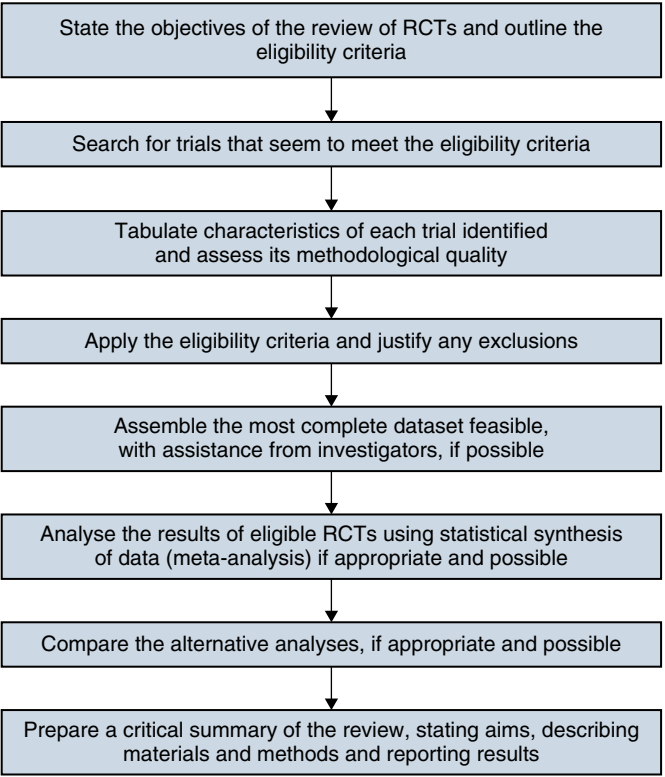 State the objectives of the review of RCTs and outline the
eligibility criteria
Search for trials that seem to meet the eligibility criteria
Tabulate characteristics of each trial identified
and assess its methodological quality
Apply the eligibility criteria and justify any exclusions
Assemble the most complete dataset feasible,
with assistance from investigators, if possible
Analyse the results of eligible RCTs using statistical synthesis
of data (meta-analysis) if appropriate and possible
Compare the alternative analyses, if appropriate and possible
Prepare a critical summary of the review, stating aims, describing
materials and methods and reporting results